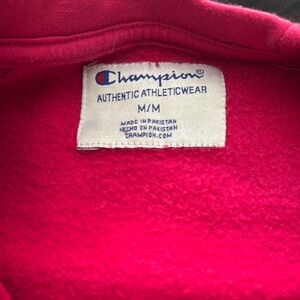 Champion®
AUTHENTIC ATHLETICWEAR
M/M
MADE IN PAKISTAN
HECHO EN PAKISTAN
CHAMPION.COM